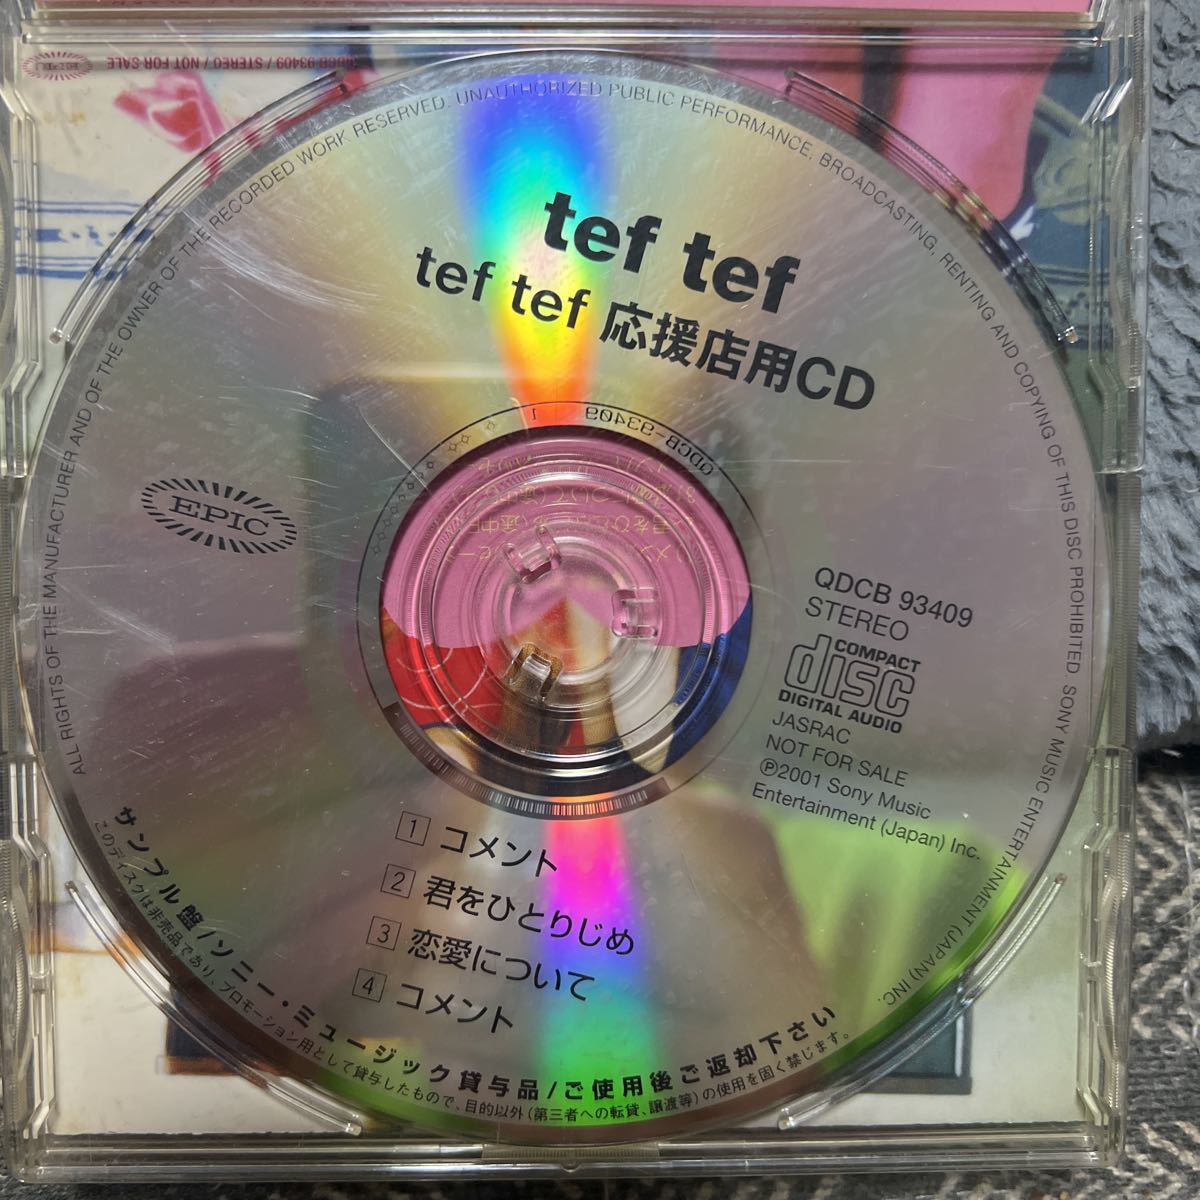 QDCB 93409 / STEREO / NOT FOR SALE
ALL RIGHTS OF THE MANUFACTURER AND OF THE OWNER OF THE RECORDED WORK RESERVED. UNAUTHORIZED PUBLIC PERFORMANCE, BROADCASTING, RENTING AND COPYING OF THIS DISC PROHIBITED. SONY MUSIC ENTERTAINMENT (JAPAN) INC.
tef tef
tef tef 応援店用CD
QDCB-93409 1
EPIC
QDCB 93409
STEREO
COMPACT
disc
DIGITAL AUDIO
JASRAC
NOT FOR SALE
℗2001 Sony Music
Entertainment (Japan) Inc.
1 コメント
2 君をひとりじめ
3 恋愛について
4 コメント
サンプル盤/ソニー・ミュージック貸与品/ご使用後ご返却下さい
このディスクは非売品であり、プロモーション用として貸与したもので、目的以外(第三者への転貸、譲渡等)の使用を固く禁じます。